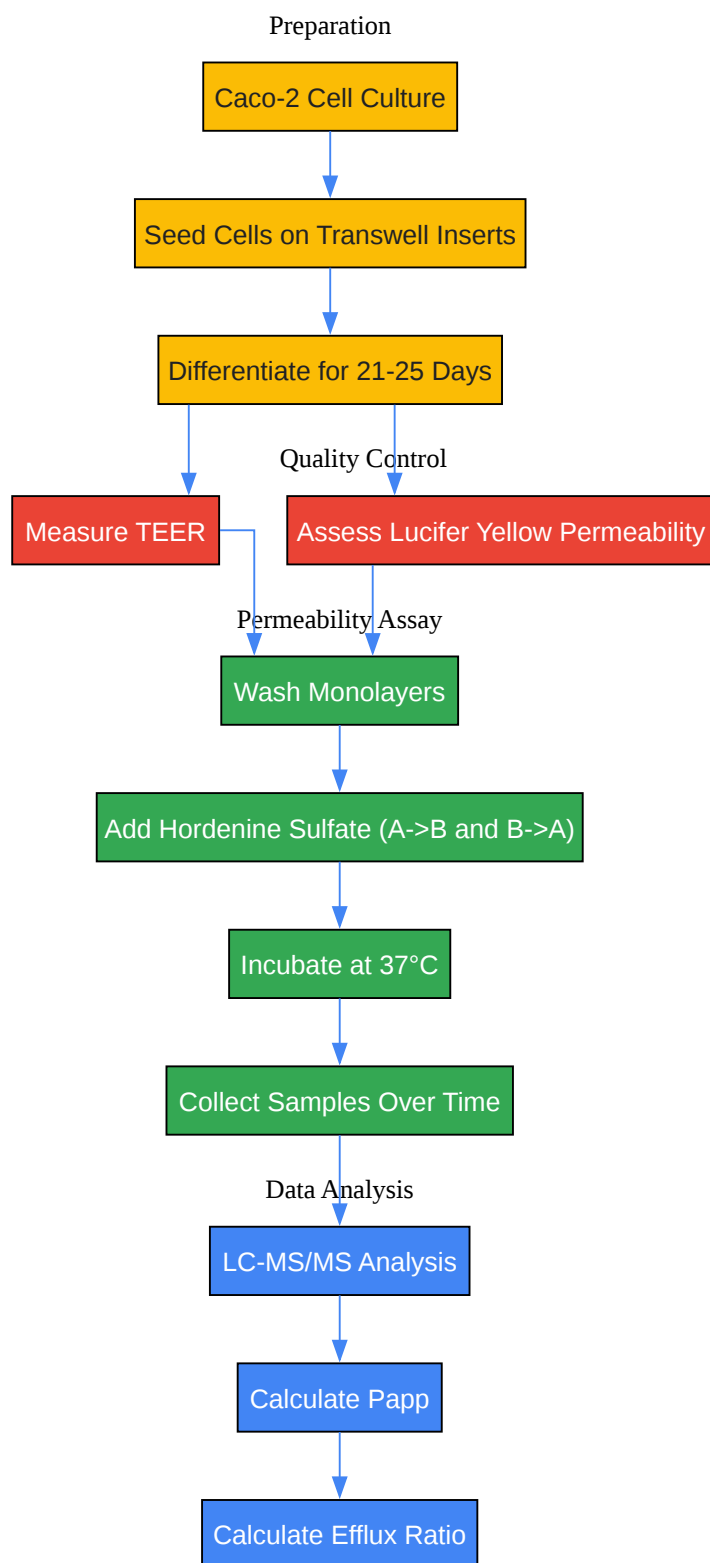 Preparation
Caco-2 Cell Culture
Seed Cells on Transwell Inserts
Differentiate for 21-25 Days
Quality Control
Measure TEER
Assess Lucifer Yellow Permeability
Permeability Assay
Wash Monolayers
Add Hordenine Sulfate (A->B and B->A)
Incubate at 37°C
Collect Samples Over Time
Data Analysis
LC-MS/MS Analysis
Calculate Papp
Calculate Efflux Ratio